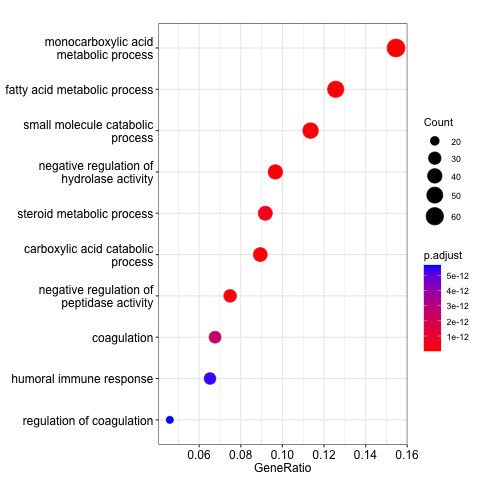 monocarboxylic acid
metabolic process
fatty acid metabolic process
small molecule catabolic
process
negative regulation of
hydrolase activity
steroid metabolic process
carboxylic acid catabolic
process
negative regulation of
peptidase activity
coagulation
humoral immune response
regulation of coagulation
0.06 0.08 0.10 0.12 0.14 0.16
GeneRatio
Count
20
30
40
50
60
p.adjust
5e-12
4e-12
3e-12
2e-12
1e-12